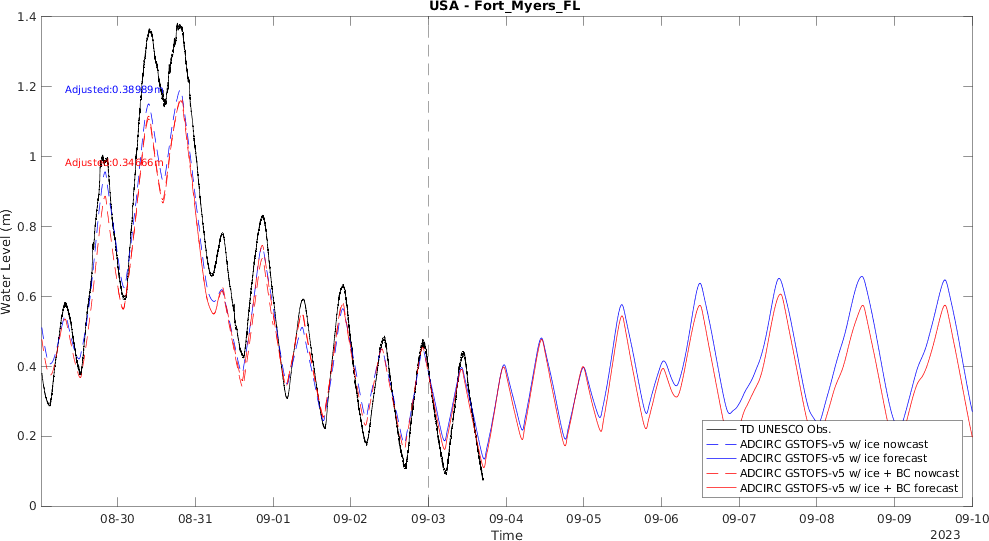 USA - Fort_Myers_FL
1.4
1.2
1
0.8
0.6
0.4
0.2
0
Water Level (m)
Adjusted:0.38989m
Adjusted:0.34866m
TD UNESCO Obs.
ADCIRC GSTOFS-v5 w/ ice nowcast
ADCIRC GSTOFS-v5 w/ ice forecast
ADCIRC GSTOFS-v5 w/ ice + BC nowcast
ADCIRC GSTOFS-v5 w/ ice + BC forecast
08-30 08-31 09-01 09-02 09-03 09-04 09-05 09-06 09-07 09-08 09-09 09-10
Time
2023